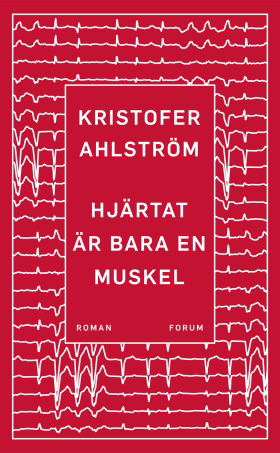 KRISTOFER
AHLSTRÖM
HJÄRTAT
ÄR BARA EN
MUSKEL
ROMAN FORUM